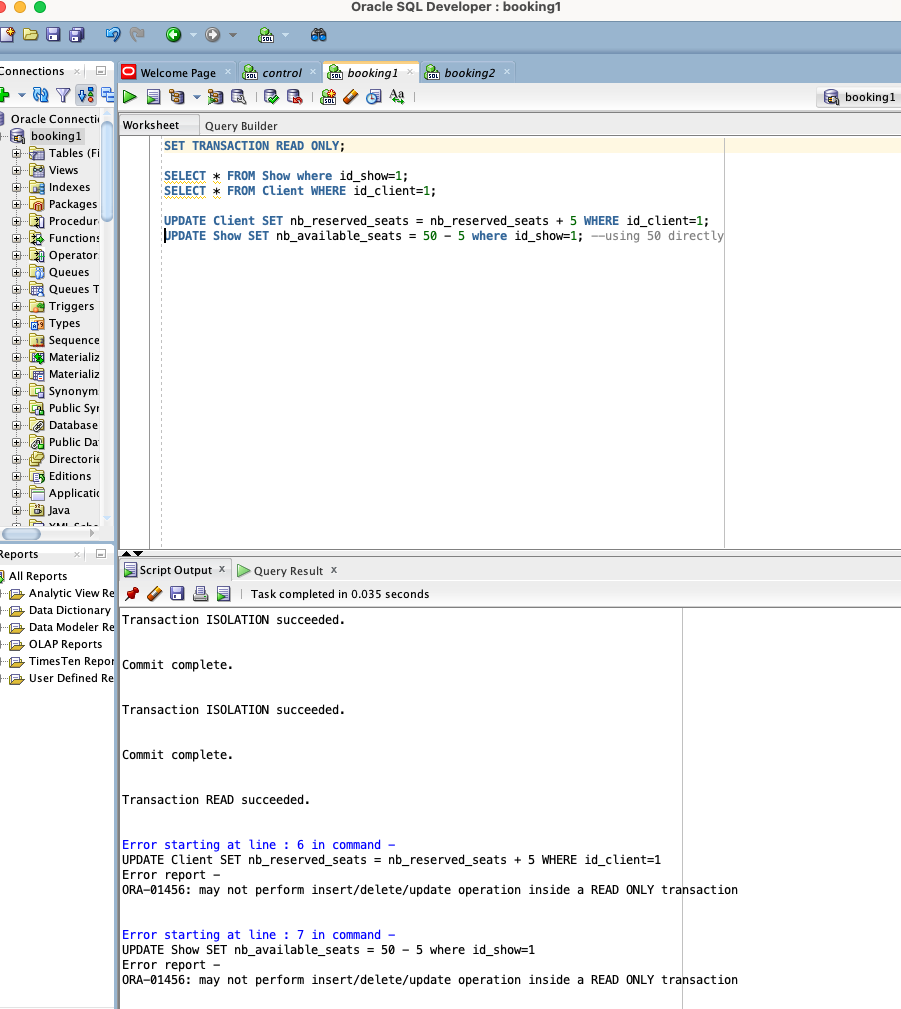 Oracle SQL Developer : booking1
Connections
Welcome Page
control
booking1
booking2
Oracle Connecti
booking1
Tables (Fi
Views
Indexes
Packages
Procedur
Functions
Operator
Queues
Queues T
Triggers
Types
Sequence
Materializ
Materializ
Synonym
Public Syn
Database
Public Da
Directorie
Editions
Applicatio
Java
XML Sche
Reports
All Reports
Analytic View Re
Data Dictionary
Data Modeler Re
OLAP Reports
TimesTen Repor
User Defined Re
booking1
Worksheet
Query Builder
SET TRANSACTION READ ONLY;
SELECT * FROM Show where id_show=1;
SELECT * FROM Client WHERE id_client=1;
UPDATE Client SET nb_reserved_seats = nb_reserved_seats + 5 WHERE id_client=1;
UPDATE Show SET nb_available_seats = 50 - 5 where id_show=1; --using 50 directly
Script Output
Query Result
Task completed in 0.035 seconds
Transaction ISOLATION succeeded.
Commit complete.
Transaction ISOLATION succeeded.
Commit complete.
Transaction READ succeeded.
Error starting at line : 6 in command -
UPDATE Client SET nb_reserved_seats = nb_reserved_seats + 5 WHERE id_client=1
Error report -
ORA-01456: may not perform insert/delete/update operation inside a READ ONLY transaction
Error starting at line : 7 in command -
UPDATE Show SET nb_available_seats = 50 - 5 where id_show=1
Error report -
ORA-01456: may not perform insert/delete/update operation inside a READ ONLY transaction